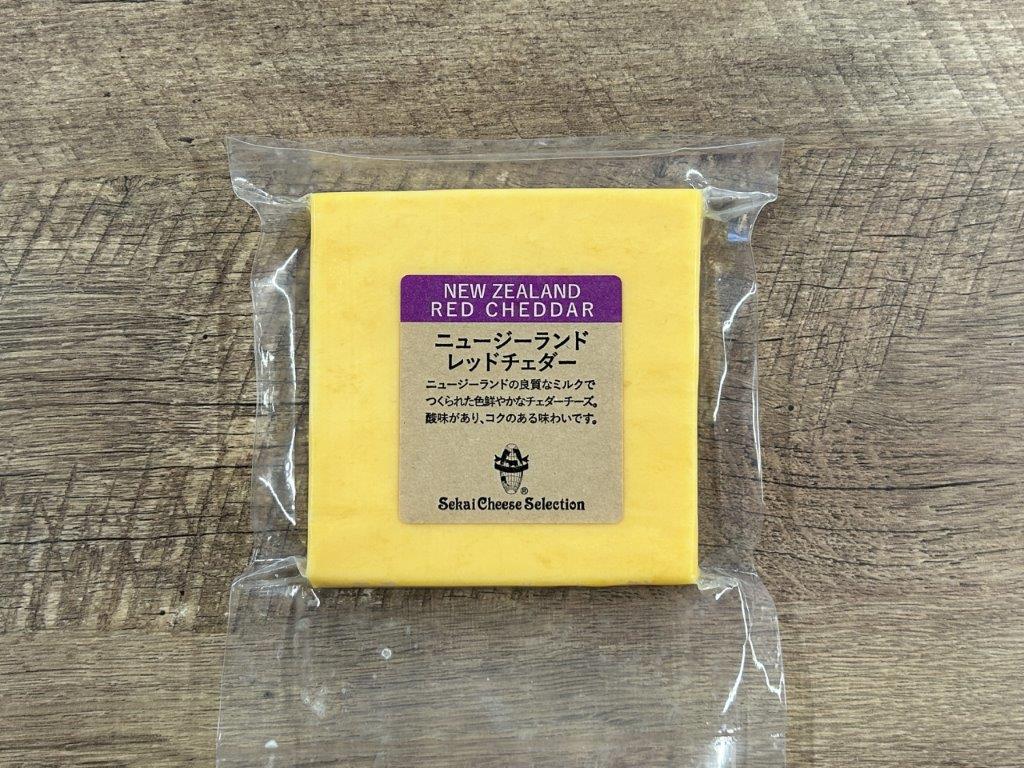 NEW ZEALAND
RED CHEDDAR
ニュージーランド
レッドチェダー
ニュージーランドの良質なミルクで
つくられた色鮮やかなチェダーチーズ。
酸味があり、コクのある味わいです。
®
Sekai Cheese Selection